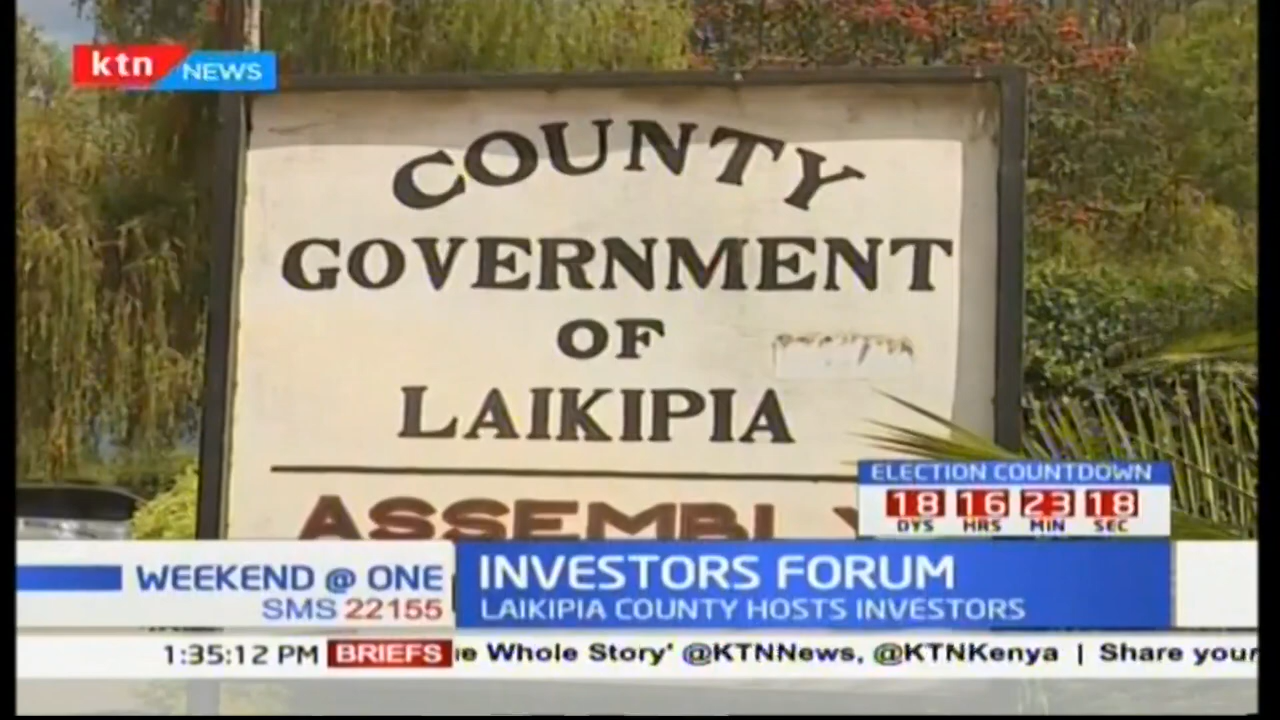 ktn NEWS
COUNTY
GOVERNMENT
OF
LAIKIPIA
ASSEMBLY
ELECTION COUNTDOWN
18 16 23 18
DYS HRS MIN SEC
WEEKEND @ ONE
SMS 22155
INVESTORS FORUM
LAIKIPIA COUNTY HOSTS INVESTORS
1:35:12 PM BRIEFS Whole Story' @KTNNews, @KTNKenya | Share your